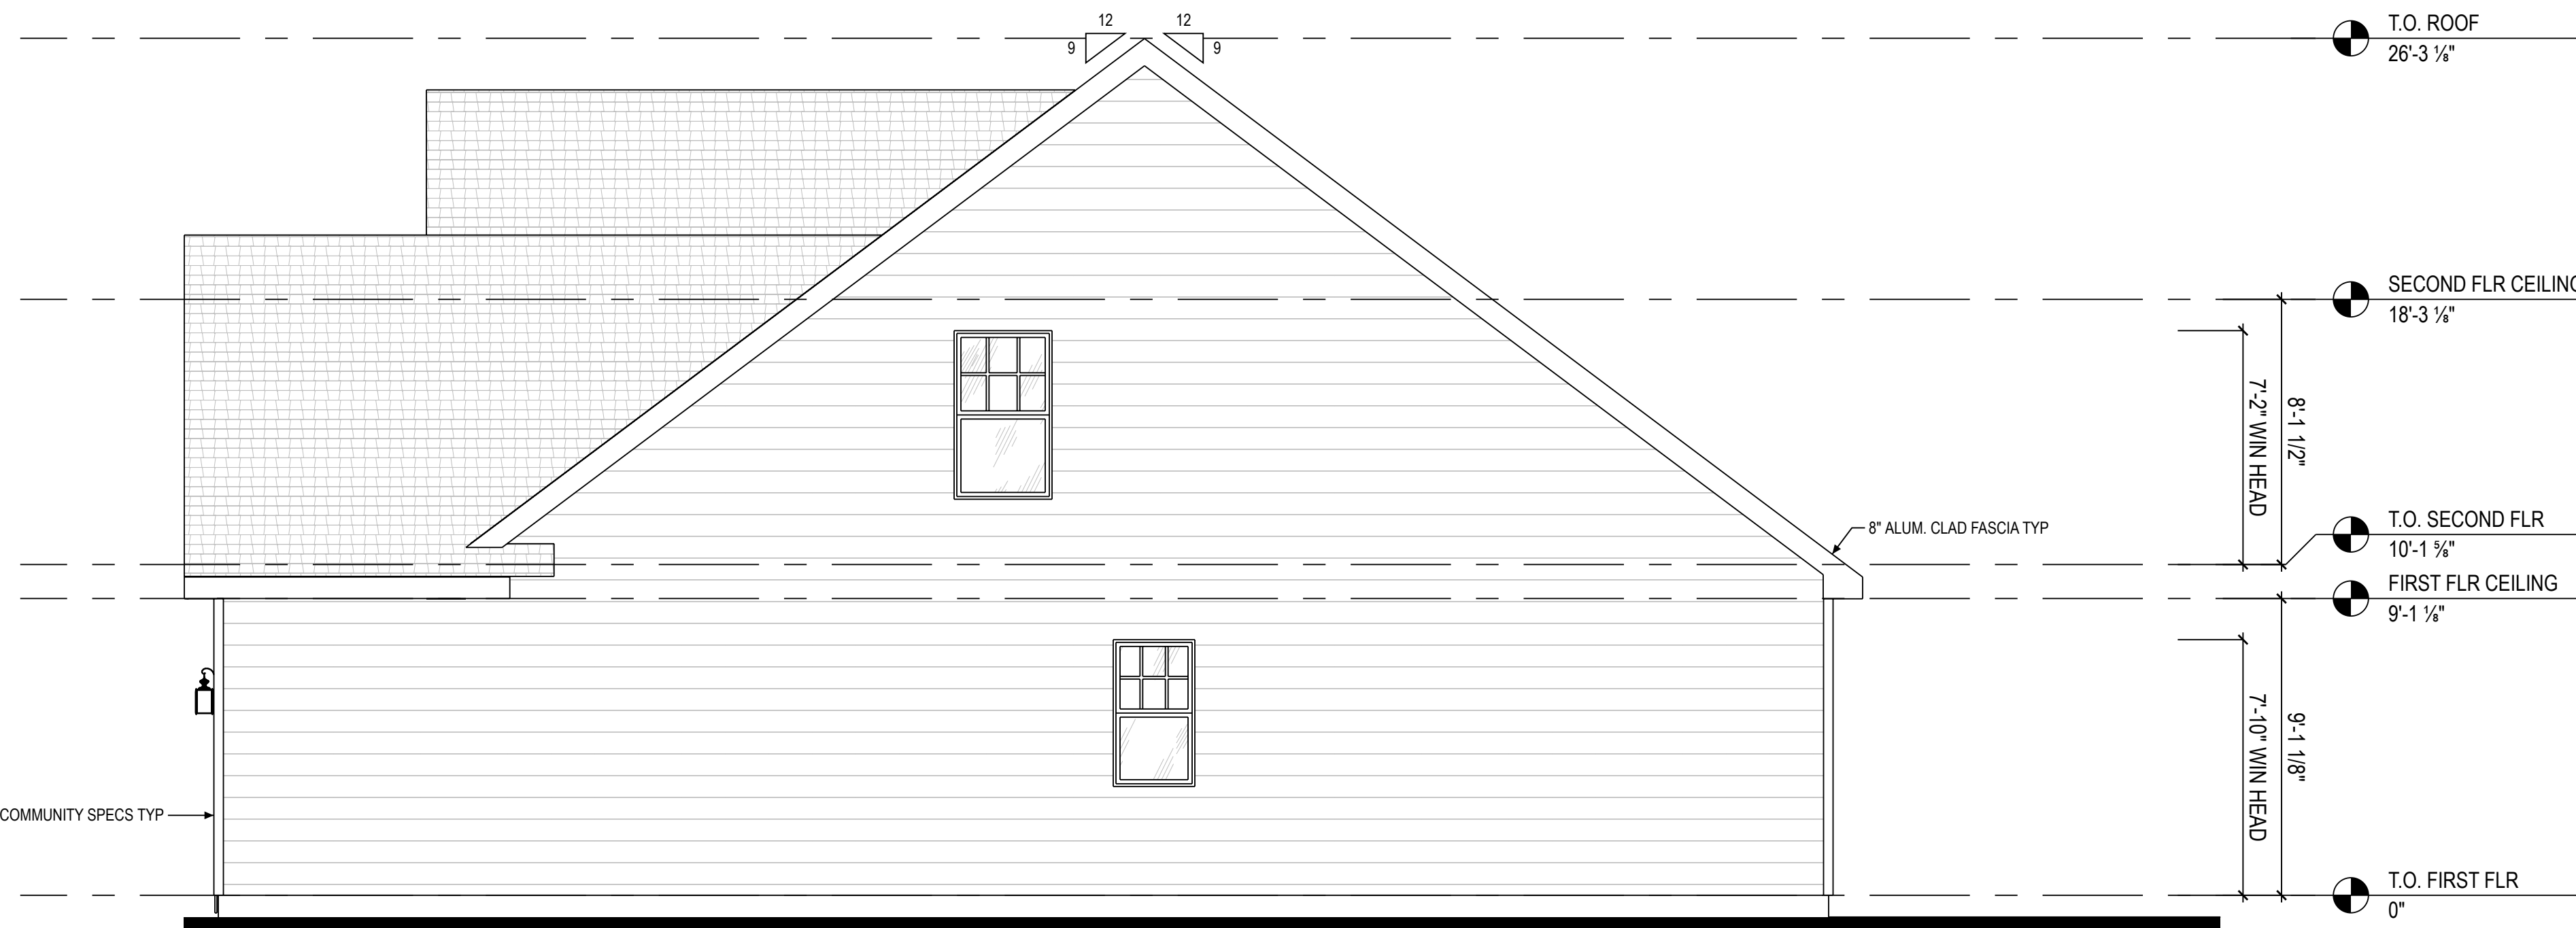 12 12
9 9
T.O. ROOF
26'-3 ⅛"
SECOND FLR CEILING
18'-3 ⅛"
7'-2" WIN HEAD
8'-1 1/2"
8" ALUM. CLAD FASCIA TYP
T.O. SECOND FLR
10'-1 ⅝"
FIRST FLR CEILING
9'-1 ⅛"
7'-10" WIN HEAD
9'-1 1/8"
COMMUNITY SPECS TYP
T.O. FIRST FLR
0"